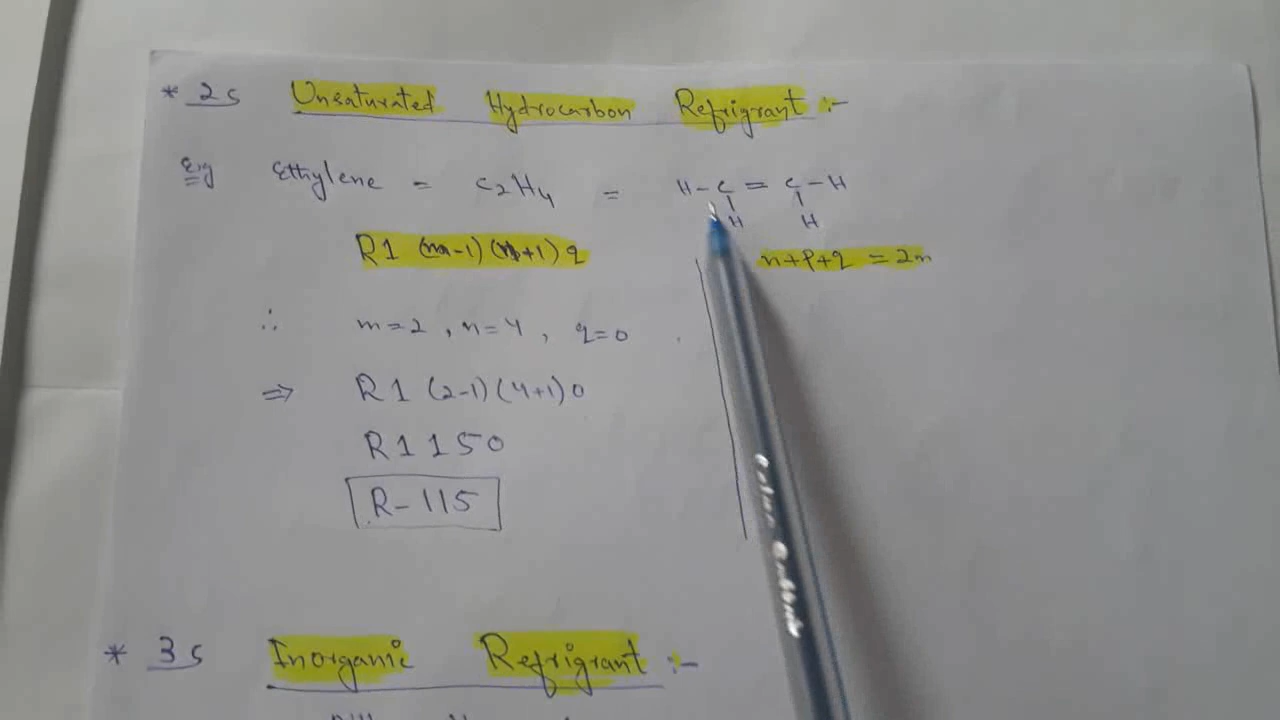 * 2s Unsaturated Hydrocarbon Refrigrant :-
Eg Ethylene = C2H4 = H-C=C-H
H H
R1 (m-1)(n+1)q n+p+q = 2m
∴ m=2, n=4, q=0
⇒ R1 (2-1)(4+1)0
R1150
R-115
* 3s Inorganic Refrigrant :-